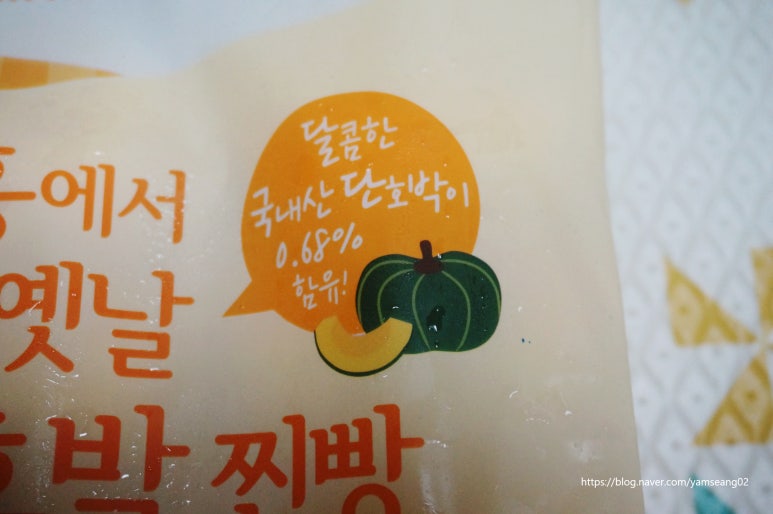 달콤한
국내산 단호박이
0.68%
함유!
에서
옛날
박 찐빵
https://blog.naver.com/yamseang02